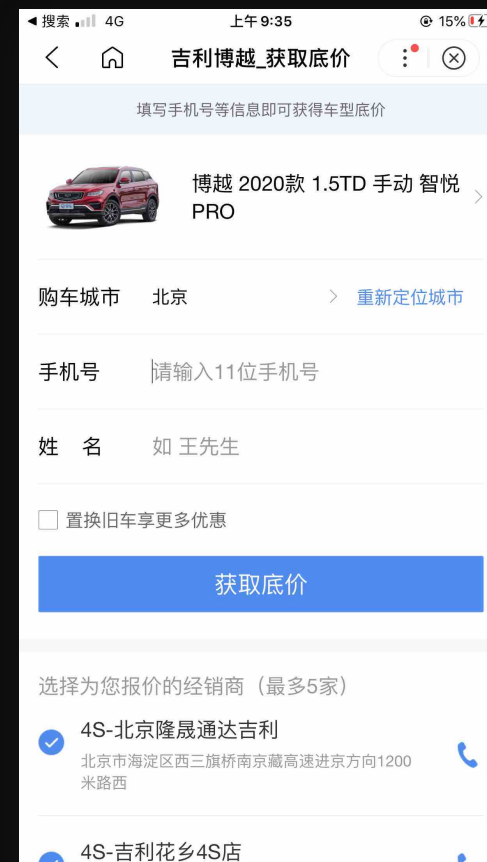 搜索 4G 上午9:35 15%
吉利博越_获取底价
填写手机号等信息即可获得车型底价
博越 2020款 1.5TD 手动 智悦
PRO
购车城市 北京 重新定位城市
手机号 请输入11位手机号
姓 名 如 王先生
置换旧车享更多优惠
获取底价
选择为您报价的经销商（最多5家）
4S-北京隆晟通达吉利
北京市海淀区西三旗桥南京藏高速进京方向1200
米路西
4S-吉利花乡4S店